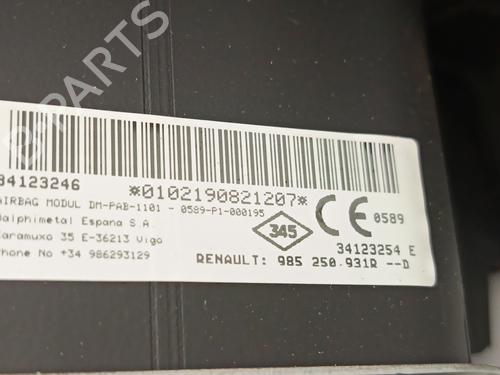 B-PARTS
34123246
*0102190821207*
AIRBAG MODUL DM-PAB-1101 - 0589-P1-000195
Dalphimetal Espana S.A.
Caramuxo 35 E-36213 Vigo
Phone No +34 986293129
345
CE 0589
34123254 E
RENAULT: 985 250 931R --D